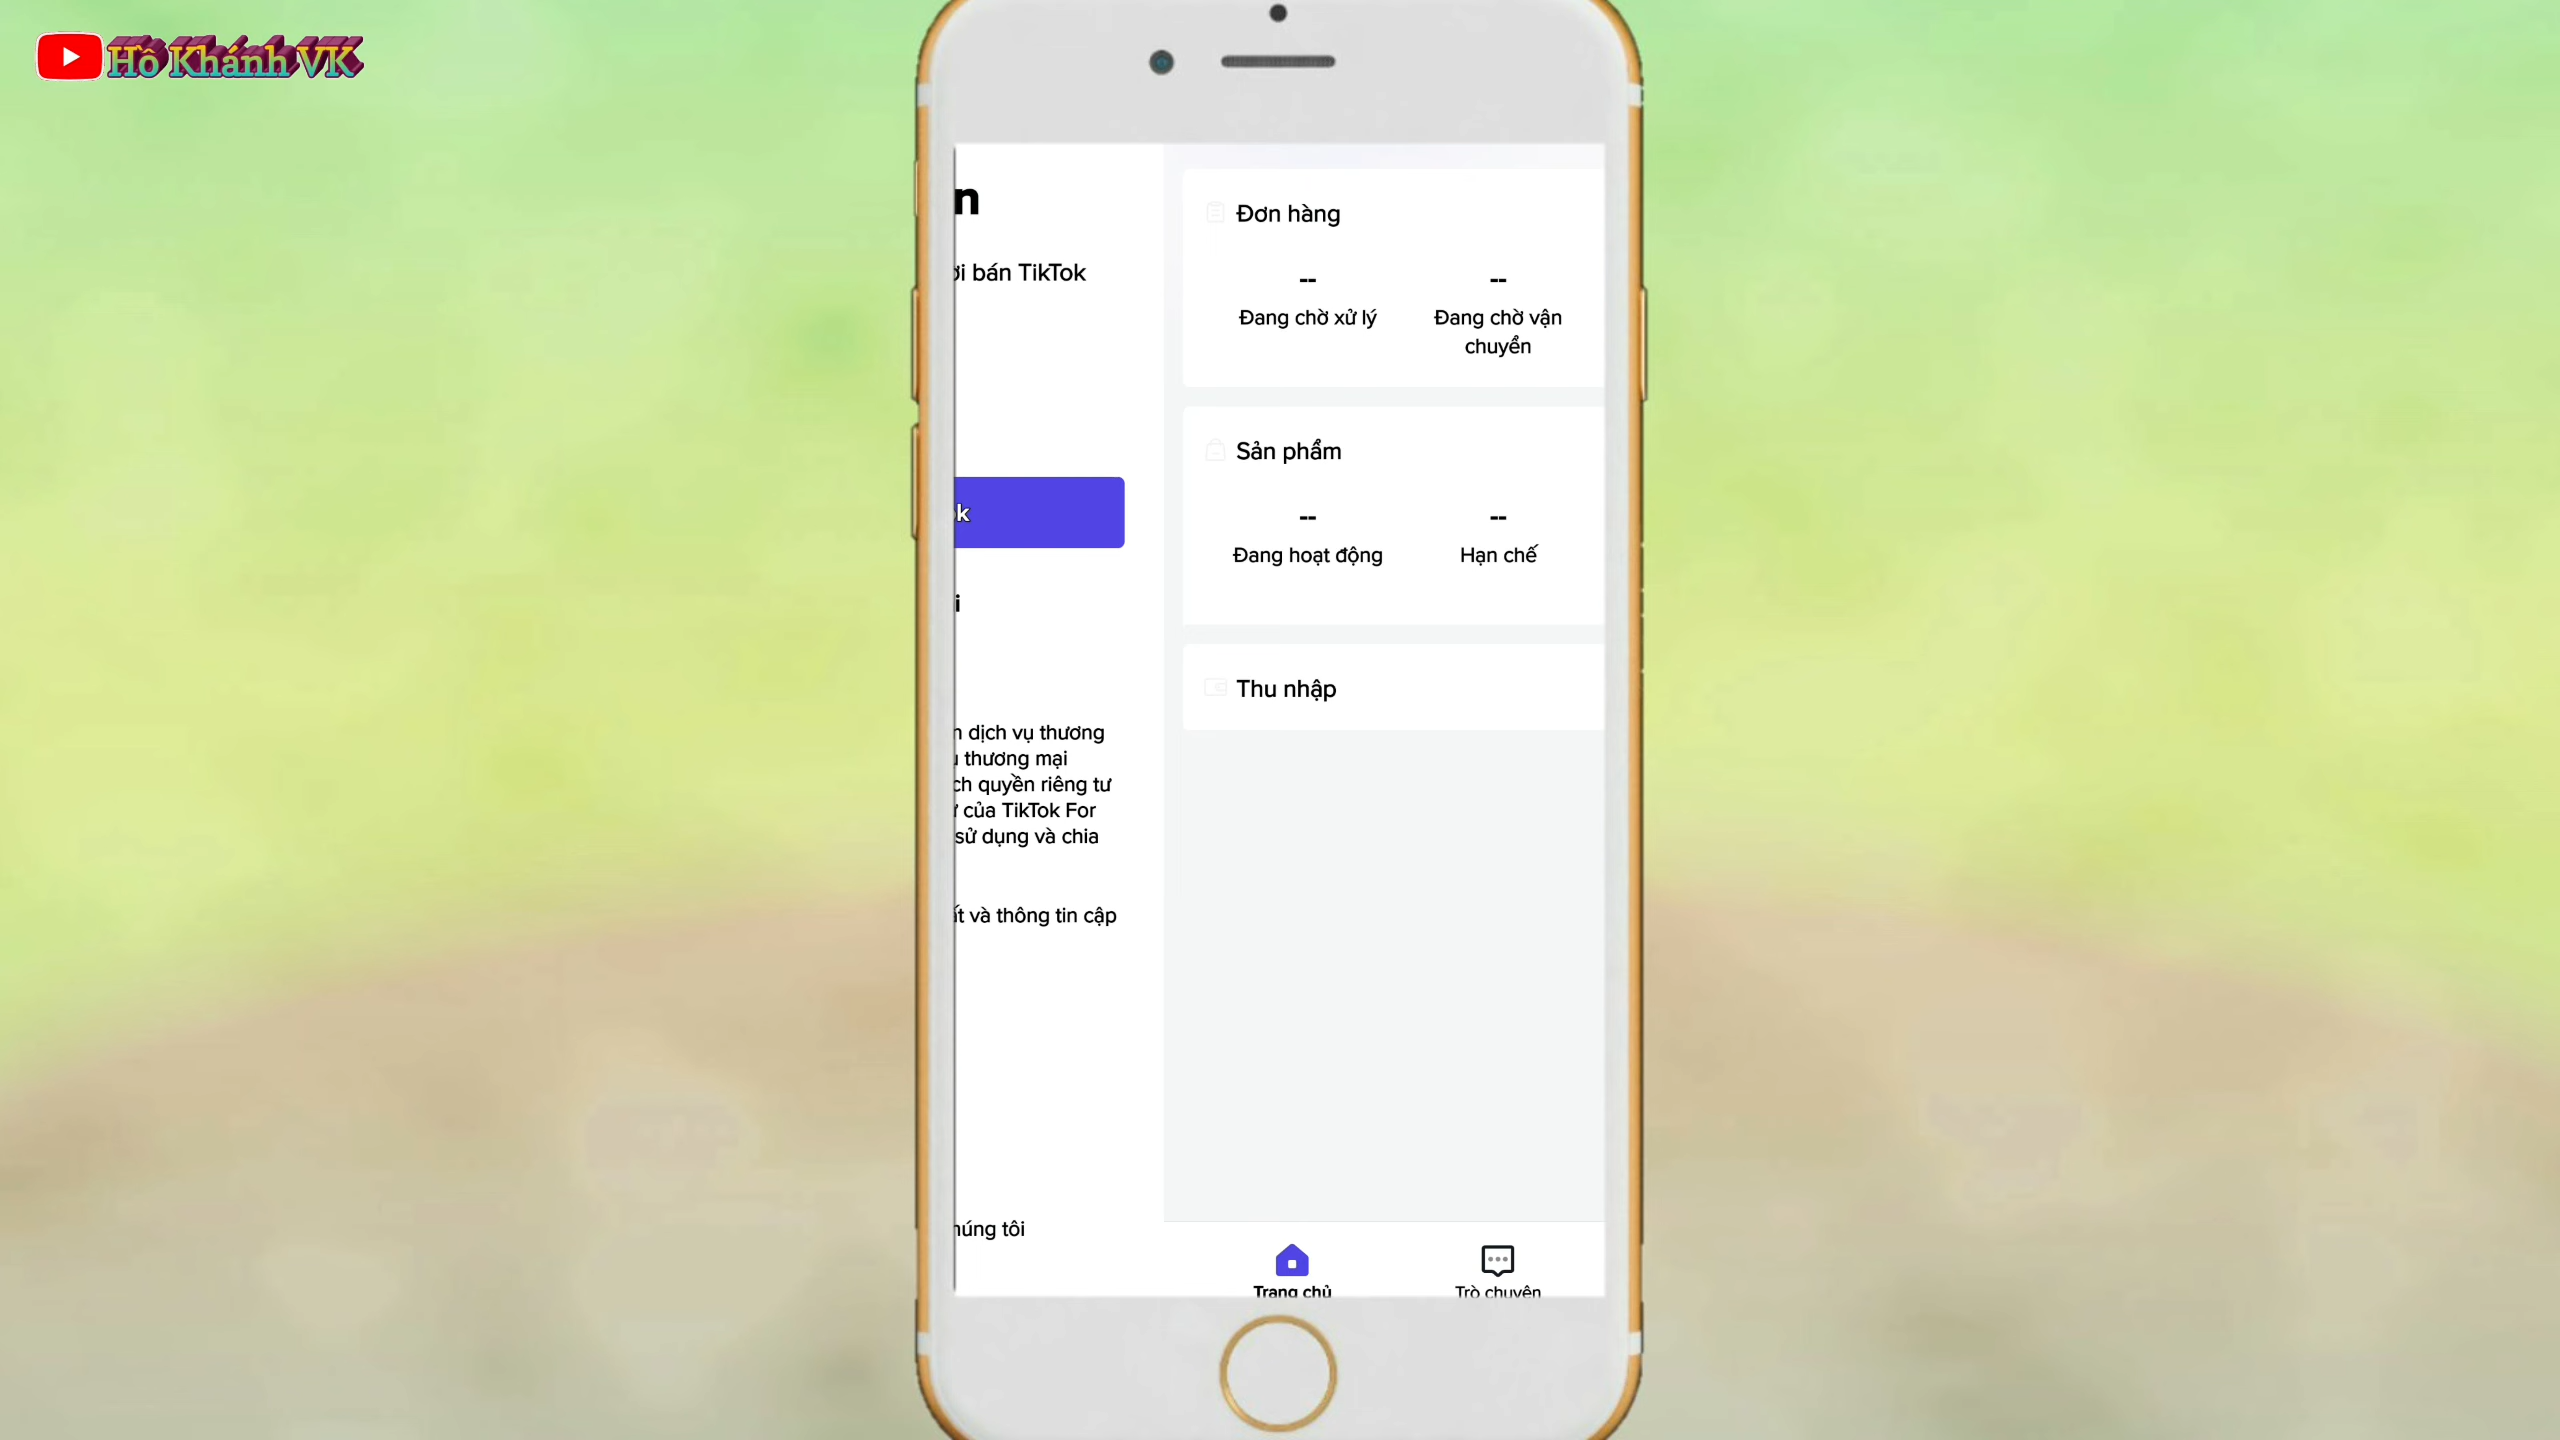 Hồ Khánh VK
n
ời bán TikTok
k
i
n dịch vụ thương
ụ thương mại
ch quyền riêng tư
ư của TikTok For
sử dụng và chia
ất và thông tin cập
húng tôi
Đơn hàng
-- --
Đang chờ xử lý Đang chờ vận
chuyển
Sản phẩm
-- --
Đang hoạt động Hạn chế
Thu nhập
Trang chủ Trò chuyện